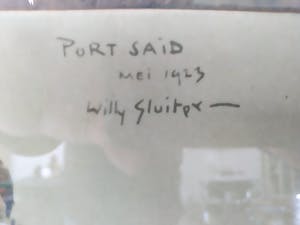 PORT SAID
MEI 1923
Willy Sluiter